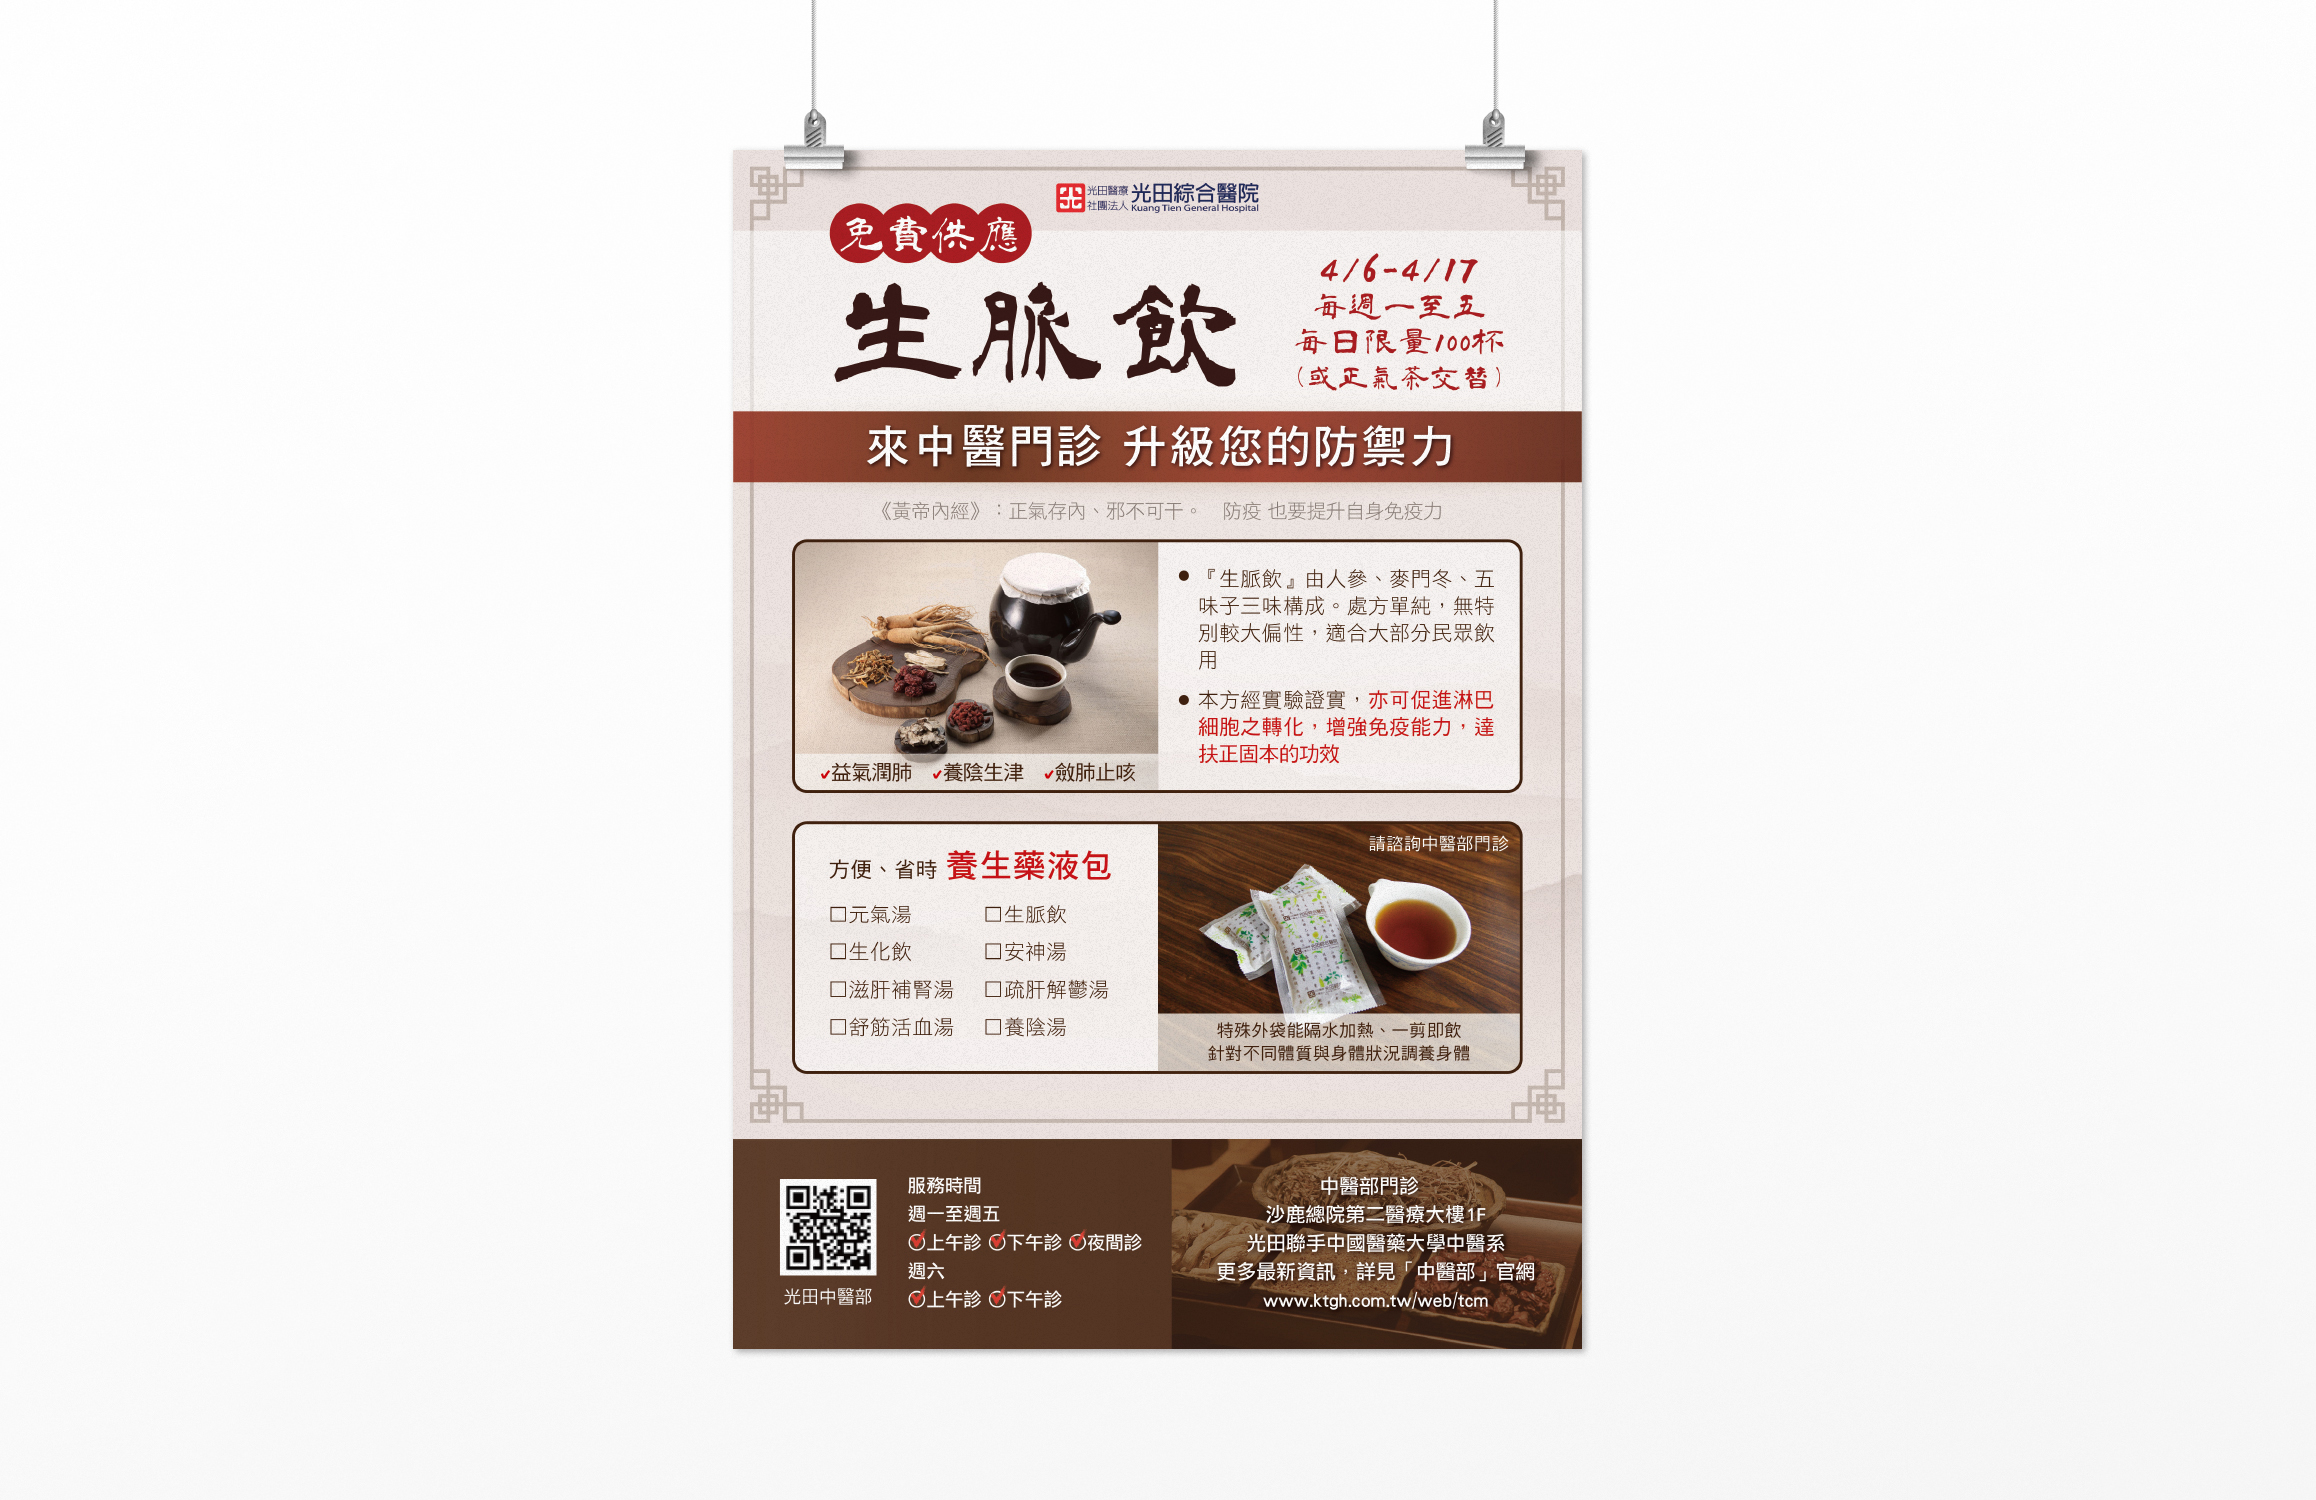 光田醫療
社團法人
光田綜合醫院
Kuang Tien General Hospital
免費供應
生脈飲
4/6-4/17
每週一至五
每日限量100杯
(或正氣茶交替)
來中醫門診 升級您的防禦力
《黃帝內經》：正氣存內、邪不可干。 防疫 也要提升自身免疫力
益氣潤肺 養陰生津 斂肺止咳
『生脈飲』由人參、麥門冬、五
味子三味構成。處方單純，無特
別較大偏性，適合大部分民眾飲
用
本方經實驗證實，亦可促進淋巴
細胞之轉化，增強免疫能力，達
扶正固本的功效
方便、省時 養生藥液包
□元氣湯 □生脈飲
□生化飲 □安神湯
□滋肝補腎湯 □疏肝解鬱湯
□舒筋活血湯 □養陰湯
請諮詢中醫部門診
特殊外袋能隔水加熱、一剪即飲
針對不同體質與身體狀況調養身體
光田中醫部
服務時間
週一至週五
上午診 下午診 夜間診
週六
上午診 下午診
中醫部門診
沙鹿總院第二醫療大樓1F
光田聯手中國醫藥大學中醫系
更多最新資訊，詳見「中醫部」官網
www.ktgh.com.tw/web/tcm